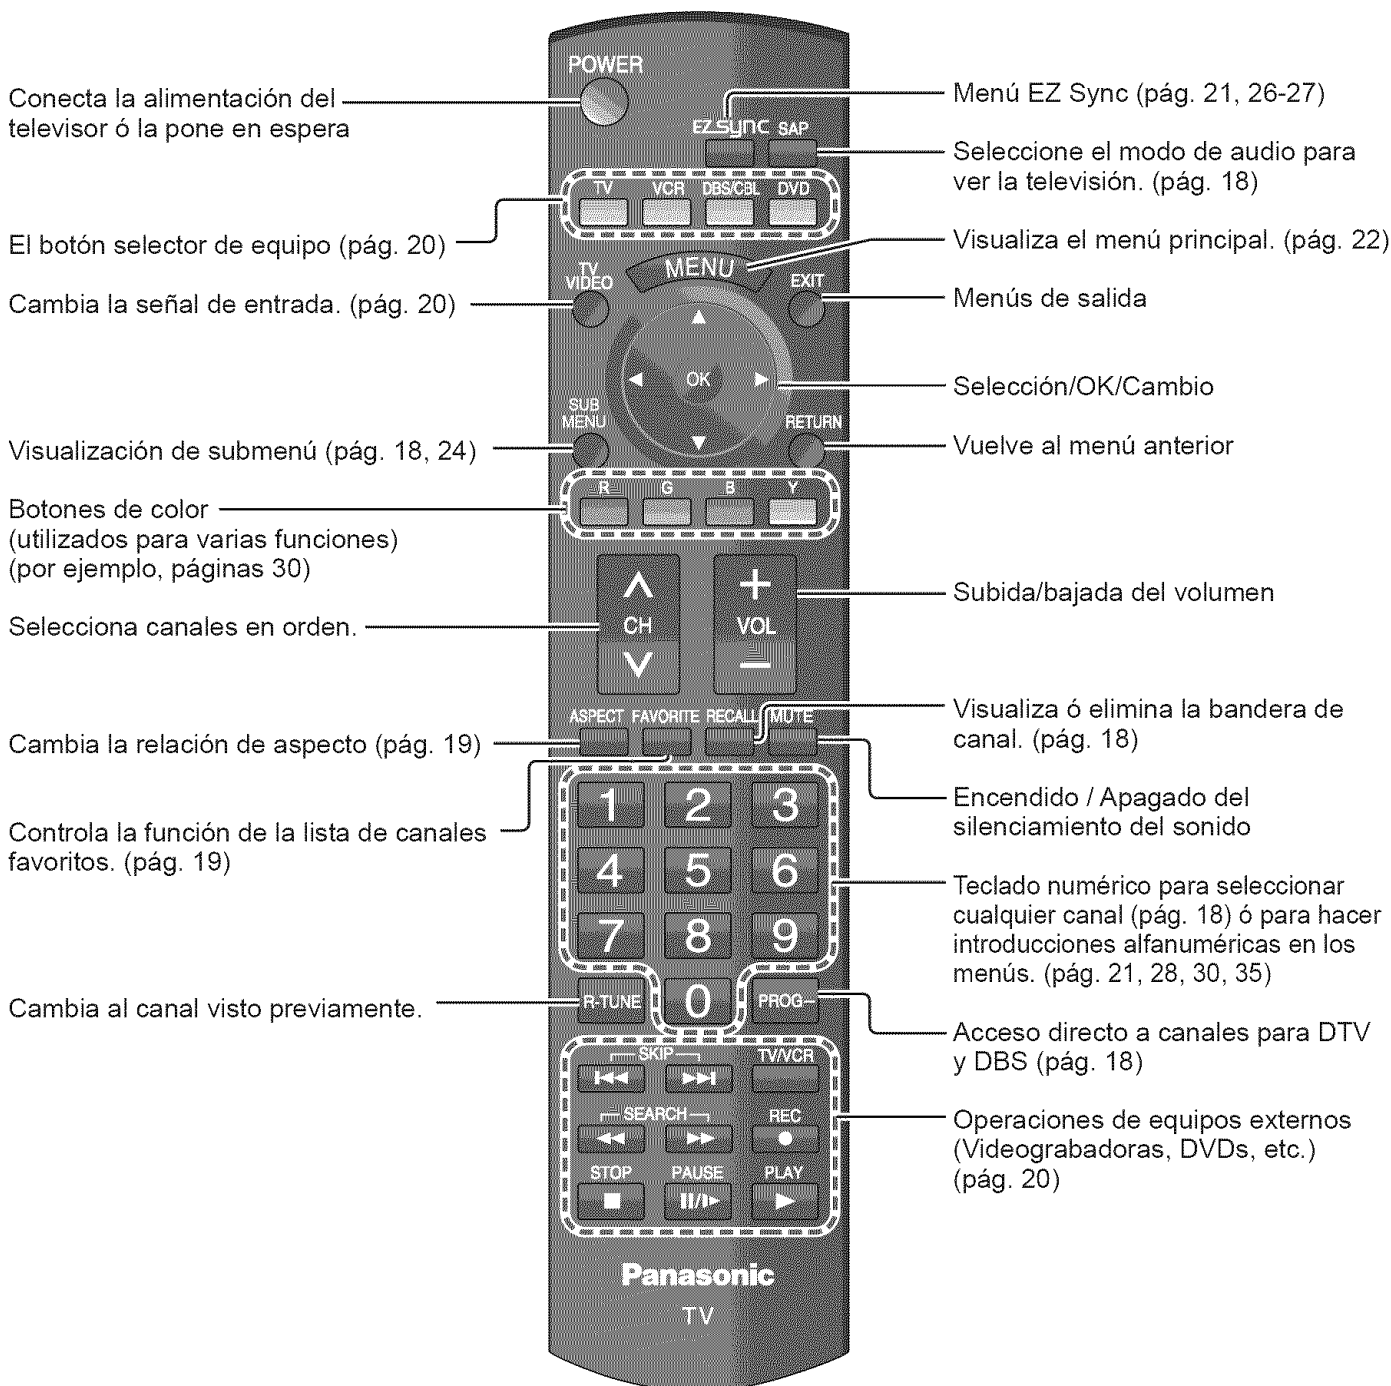 POWER
Conecta la alimentación del
televisor ó la pone en espera
Menú EZ Sync (pág. 21, 26-27)
EZ Sync SAP
Seleccione el modo de audio para
ver la televisión. (pág. 18)
TV VCR DBS/CBL DVD
El botón selector de equipo (pág. 20)
Visualiza el menú principal. (pág. 22)
MENU
TV
VIDEO
EXIT
Cambia la señal de entrada. (pág. 20)
Menús de salida
OK
Selección/OK/Cambio
SUB
MENU
RETURN
Visualización de submenú (pág. 18, 24)
Vuelve al menú anterior
R G B Y
Botones de color
(utilizados para varias funciones)
(por ejemplo, páginas 30)
+
Subida/bajada del volumen
Selecciona canales en orden.
CH VOL
−
ASPECT FAVORITE RECALL MUTE
Visualiza ó elimina la bandera de
canal. (pág. 18)
Cambia la relación de aspecto (pág. 19)
1 2 3
Encendido / Apagado del
silenciamiento del sonido
Controla la función de la lista de canales
favoritos. (pág. 19)
4 5 6
Teclado numérico para seleccionar
cualquier canal (pág. 18) ó para hacer
introducciones alfanuméricas en los
menús. (pág. 21, 28, 30, 35)
7 8 9
Cambia al canal visto previamente.
R-TUNE 0 PROG
Acceso directo a canales para DTV
y DBS (pág. 18)
SKIP TV/VCR
SEARCH REC
Operaciones de equipos externos
(Videograbadoras, DVDs, etc.)
(pág. 20)
STOP PAUSE PLAY
Panasonic
TV